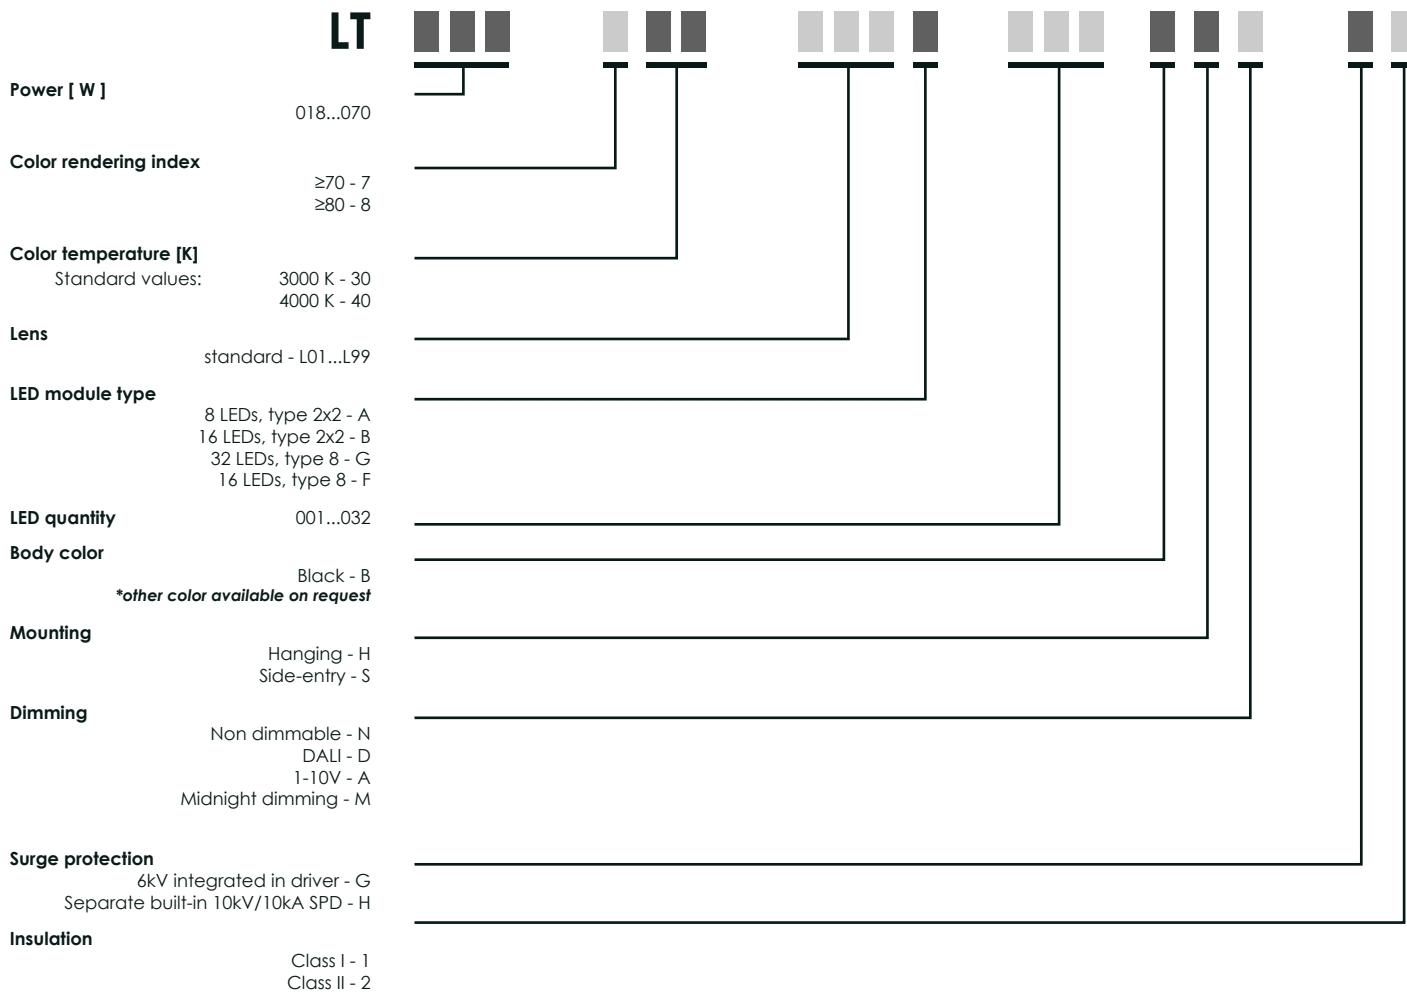 LT
Power [ W ]
018...070
Color rendering index
≥70 - 7
≥80 - 8
Color temperature [K]
Standard values: 3000 K - 30
4000 K - 40
Lens
standard - L01...L99
LED module type
8 LEDs, type 2x2 - A
16 LEDs, type 2x2 - B
32 LEDs, type 8 - G
16 LEDs, type 8 - F
LED quantity 001...032
Body color
Black - B
*other color available on request
Mounting
Hanging - H
Side-entry - S
Dimming
Non dimmable - N
DALI - D
1-10V - A
Midnight dimming - M
Surge protection
6kV integrated in driver - G
Separate built-in 10kV/10kA SPD - H
Insulation
Class I - 1
Class II - 2